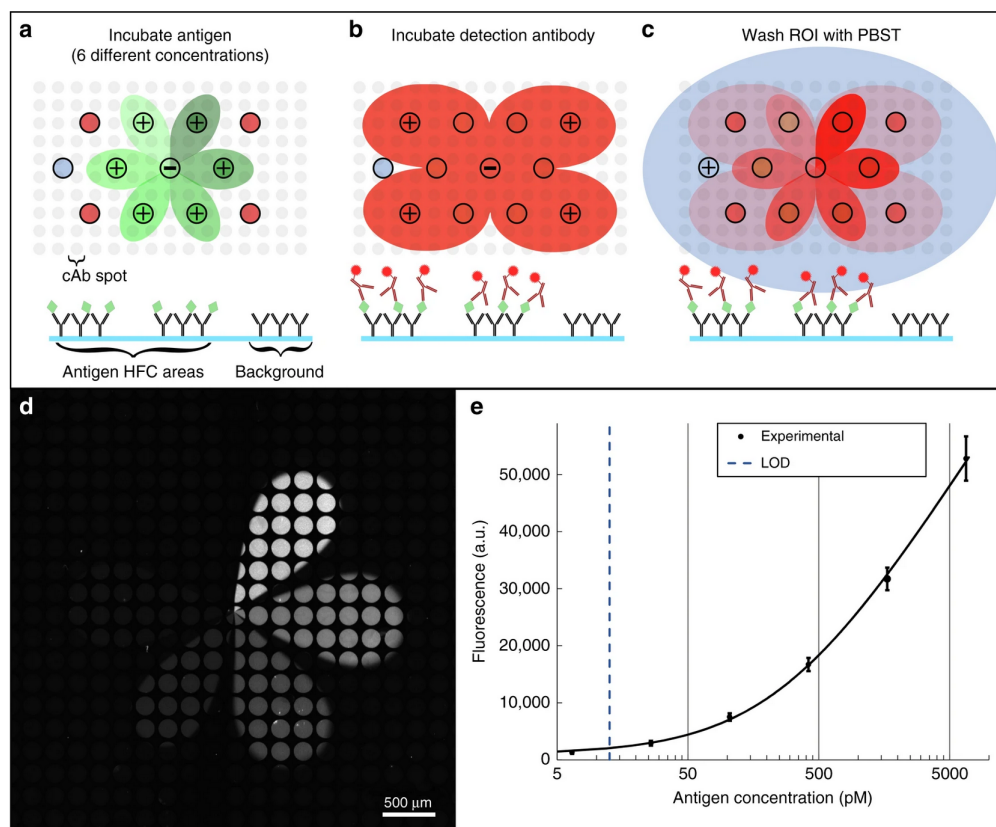 a
Incubate antigen
(6 different concentrations)
cAb spot
Antigen HFC areas
Background
b
Incubate detection antibody
c
Wash ROI with PBST
d
500 μm
e
Experimental
LOD
Fluorescence (a.u.)
50,000
40,000
30,000
20,000
10,000
0
5
50
500
5000
Antigen concentration (pM)